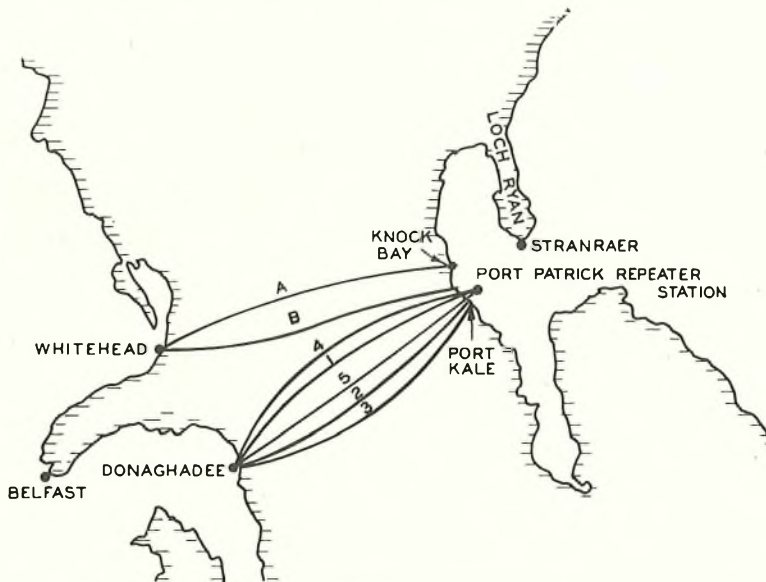 LOCH RYAN
KNOCK
BAY
STRANRAER
PORT PATRICK REPEATER
STATION
A
B
WHITEHEAD
4
1
5
2
3
PORT
KALE
DONAGHADEE
BELFAST